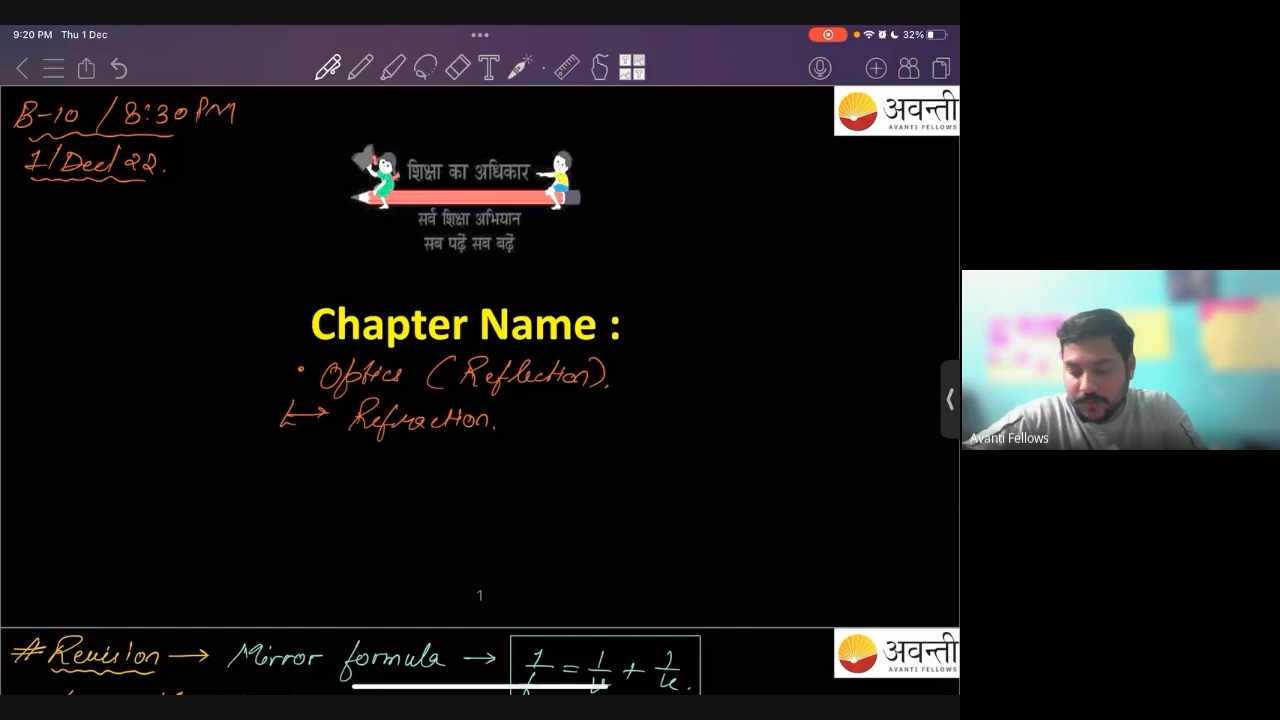 9:20 PM Thu 1 Dec
32%
B-10 / 8:30 PM
1/Dec/22.
अवन्ती
AVANTI FELLOWS
शिक्षा का अधिकार
सर्व शिक्षा अभियान
सब पढ़ें सब बढ़ें
Chapter Name :
• Optics (Reflection).
↳ Refraction.
1
# Revision → Mirror formula → 1/f = 1/v + 1/u.
अवन्ती
AVANTI FELLOWS
Avanti Fellows